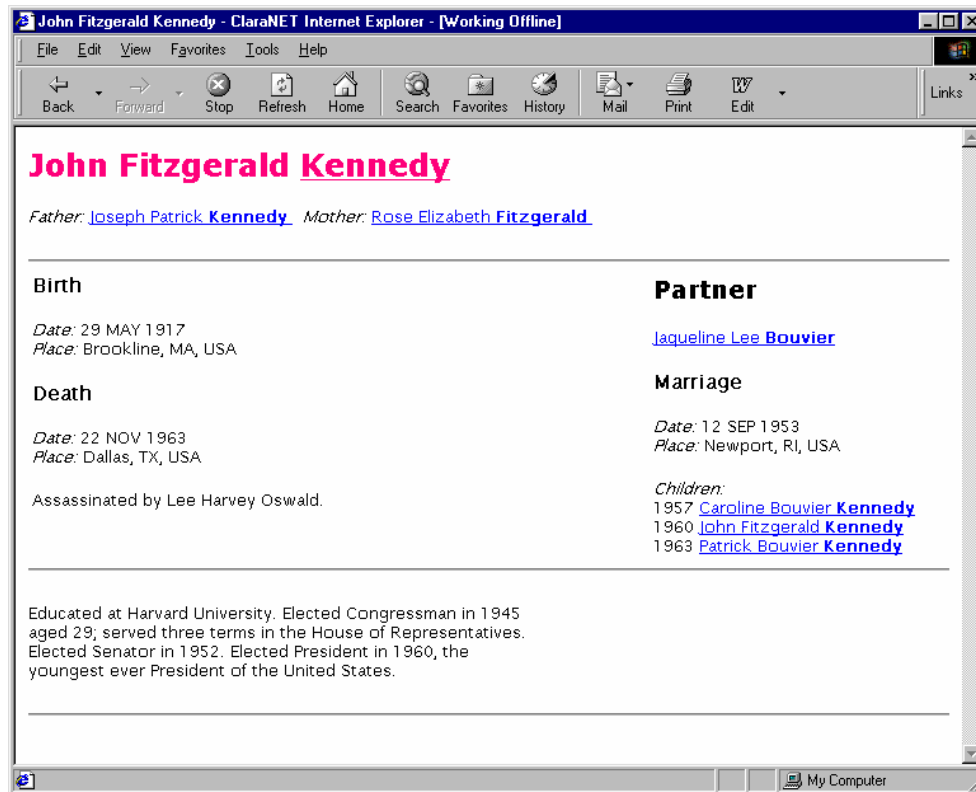 John Fitzgerald Kennedy - ClaraNET Internet Explorer - [Working Offline]
File Edit View Favorites Tools Help
Back Forward Stop Refresh Home Search Favorites History Mail Print Edit Links
John Fitzgerald Kennedy
Father: Joseph Patrick Kennedy Mother: Rose Elizabeth Fitzgerald
Birth
Date: 29 MAY 1917
Place: Brookline, MA, USA
Death
Date: 22 NOV 1963
Place: Dallas, TX, USA
Assassinated by Lee Harvey Oswald.
Partner
Jaqueline Lee Bouvier
Marriage
Date: 12 SEP 1953
Place: Newport, RI, USA
Children:
1957 Caroline Bouvier Kennedy
1960 John Fitzgerald Kennedy
1963 Patrick Bouvier Kennedy
Educated at Harvard University. Elected Congressman in 1945
aged 29; served three terms in the House of Representatives.
Elected Senator in 1952. Elected President in 1960, the
youngest ever President of the United States.
My Computer